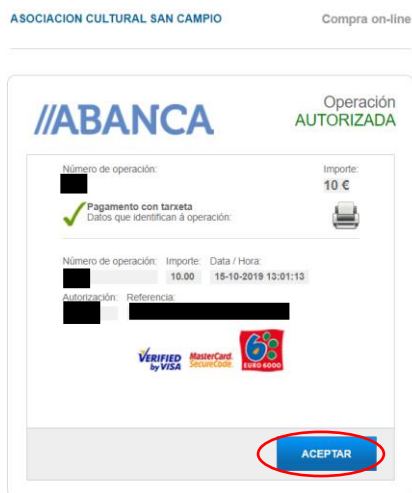 ASOCIACION CULTURAL SAN CAMPIO Compra on-line
//ABANCA
Operación
AUTORIZADA
Número de operación: Importe:
10 €
Pagamento con tarxeta
Datos que identifican á operación:
Número de operación: Importe: Data / Hora:
10.00 15-10-2019 13:01:13
Autorización: Referencia:
VERIFIED by VISA
MasterCard. SecureCode.
6 EURO 6000
ACEPTAR